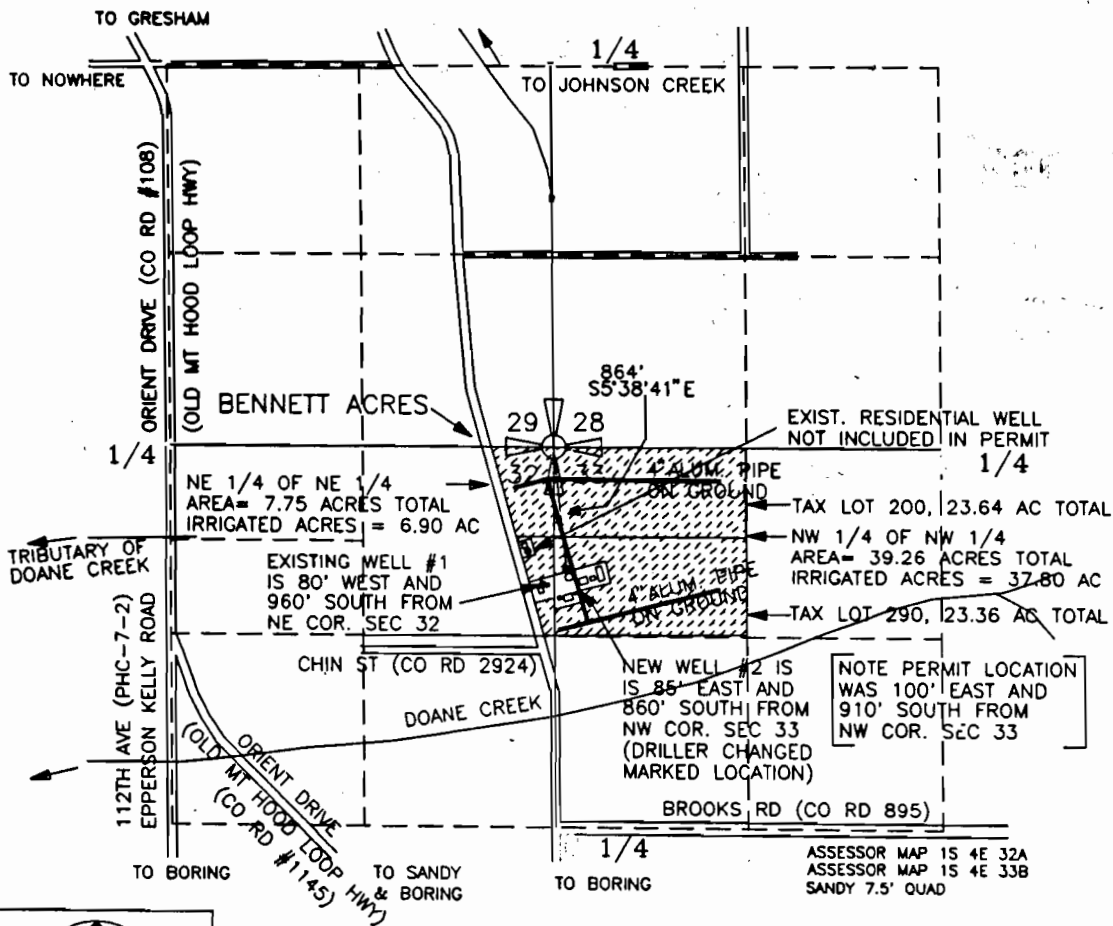 TO GRESHAM
TO NOWHERE
1/4
TO JOHNSON CREEK
ORIENT DRIVE (CO RD #108)
(OLD MT HOOD LOOP HWY)
864'
S5°38'41"E
BENNETT ACRES
29 28
EXIST. RESIDENTIAL WELL
NOT INCLUDED IN PERMIT
1/4
1/4
32 33
4" ALUM. PIPE
ON GROUND
NE 1/4 OF NE 1/4
AREA= 7.75 ACRES TOTAL
IRRIGATED ACRES = 6.90 AC
TAX LOT 200, 23.64 AC TOTAL
NW 1/4 OF NW 1/4
AREA= 39.26 ACRES TOTAL
IRRIGATED ACRES = 37.80 AC
TRIBUTARY OF
DOANE CREEK
EXISTING WELL #1
IS 80' WEST AND
960' SOUTH FROM
NE COR. SEC 32
4" ALUM. PIPE
ON GROUND
TAX LOT 290, 23.36 AC TOTAL
CHIN ST (CO RD 2924)
NEW WELL #2 IS
IS 85' EAST AND
860' SOUTH FROM
NW COR. SEC 33
(DRILLER CHANGED
MARKED LOCATION)
NOTE PERMIT LOCATION
WAS 100' EAST AND
910' SOUTH FROM
NW COR. SEC 33
DOANE CREEK
112TH AVE (PHC-7-2)
EPPERSON KELLY ROAD
ORIENT DRIVE
(OLD MT HOOD LOOP HWY)
(CO RD #1145)
BROOKS RD (CO RD 895)
1/4
TO BORING
TO SANDY
& BORING
TO BORING
ASSESSOR MAP 1S 4E 32A
ASSESSOR MAP 1S 4E 33B
SANDY 7.5' QUAD